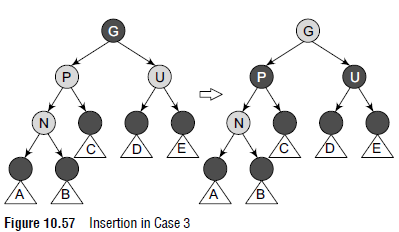 G G
P U P U
N N
C D E C D E
A B A B
Figure 10.57 Insertion in Case 3